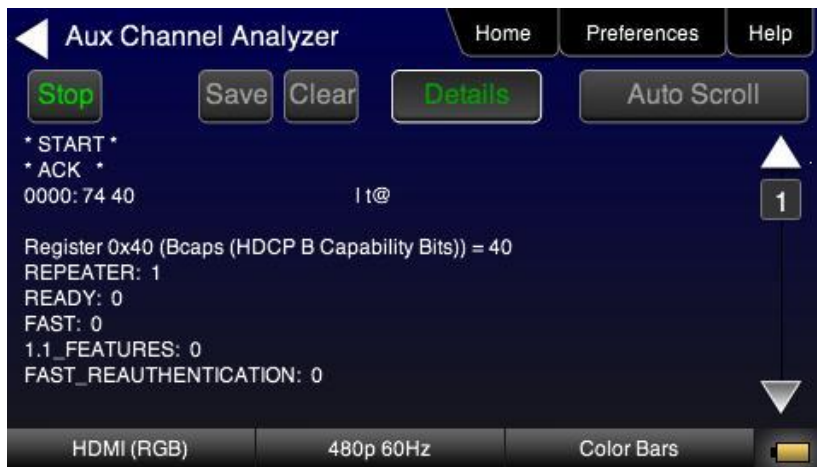 Aux Channel Analyzer
Home
Preferences
Help
Stop
Save
Clear
Details
Auto Scroll
* START *
* ACK *
0000: 74 40 | t@
1
Register 0x40 (Bcaps (HDCP B Capability Bits)) = 40
REPEATER: 1
READY: 0
FAST: 0
1.1_FEATURES: 0
FAST_REAUTHENTICATION: 0
HDMI (RGB)
480p 60Hz
Color Bars